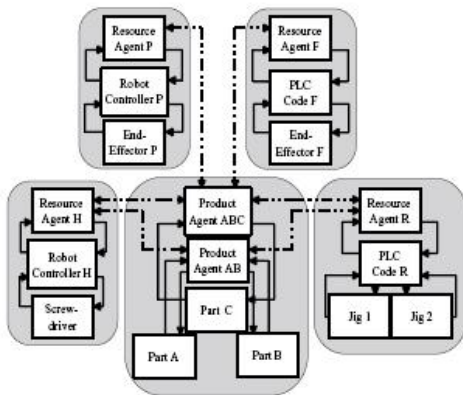 Resource
Agent P
Robot
Controller P
End-
Effector P
Resource
Agent F
PLC
Code F
End-
Effector F
Resource
Agent H
Robot
Controller H
Screw-
driver
Product
Agent ABC
Product
Agent AB
Part C
Part A
Part B
Resource
Agent R
PLC
Code R
Jig 1
Jig 2